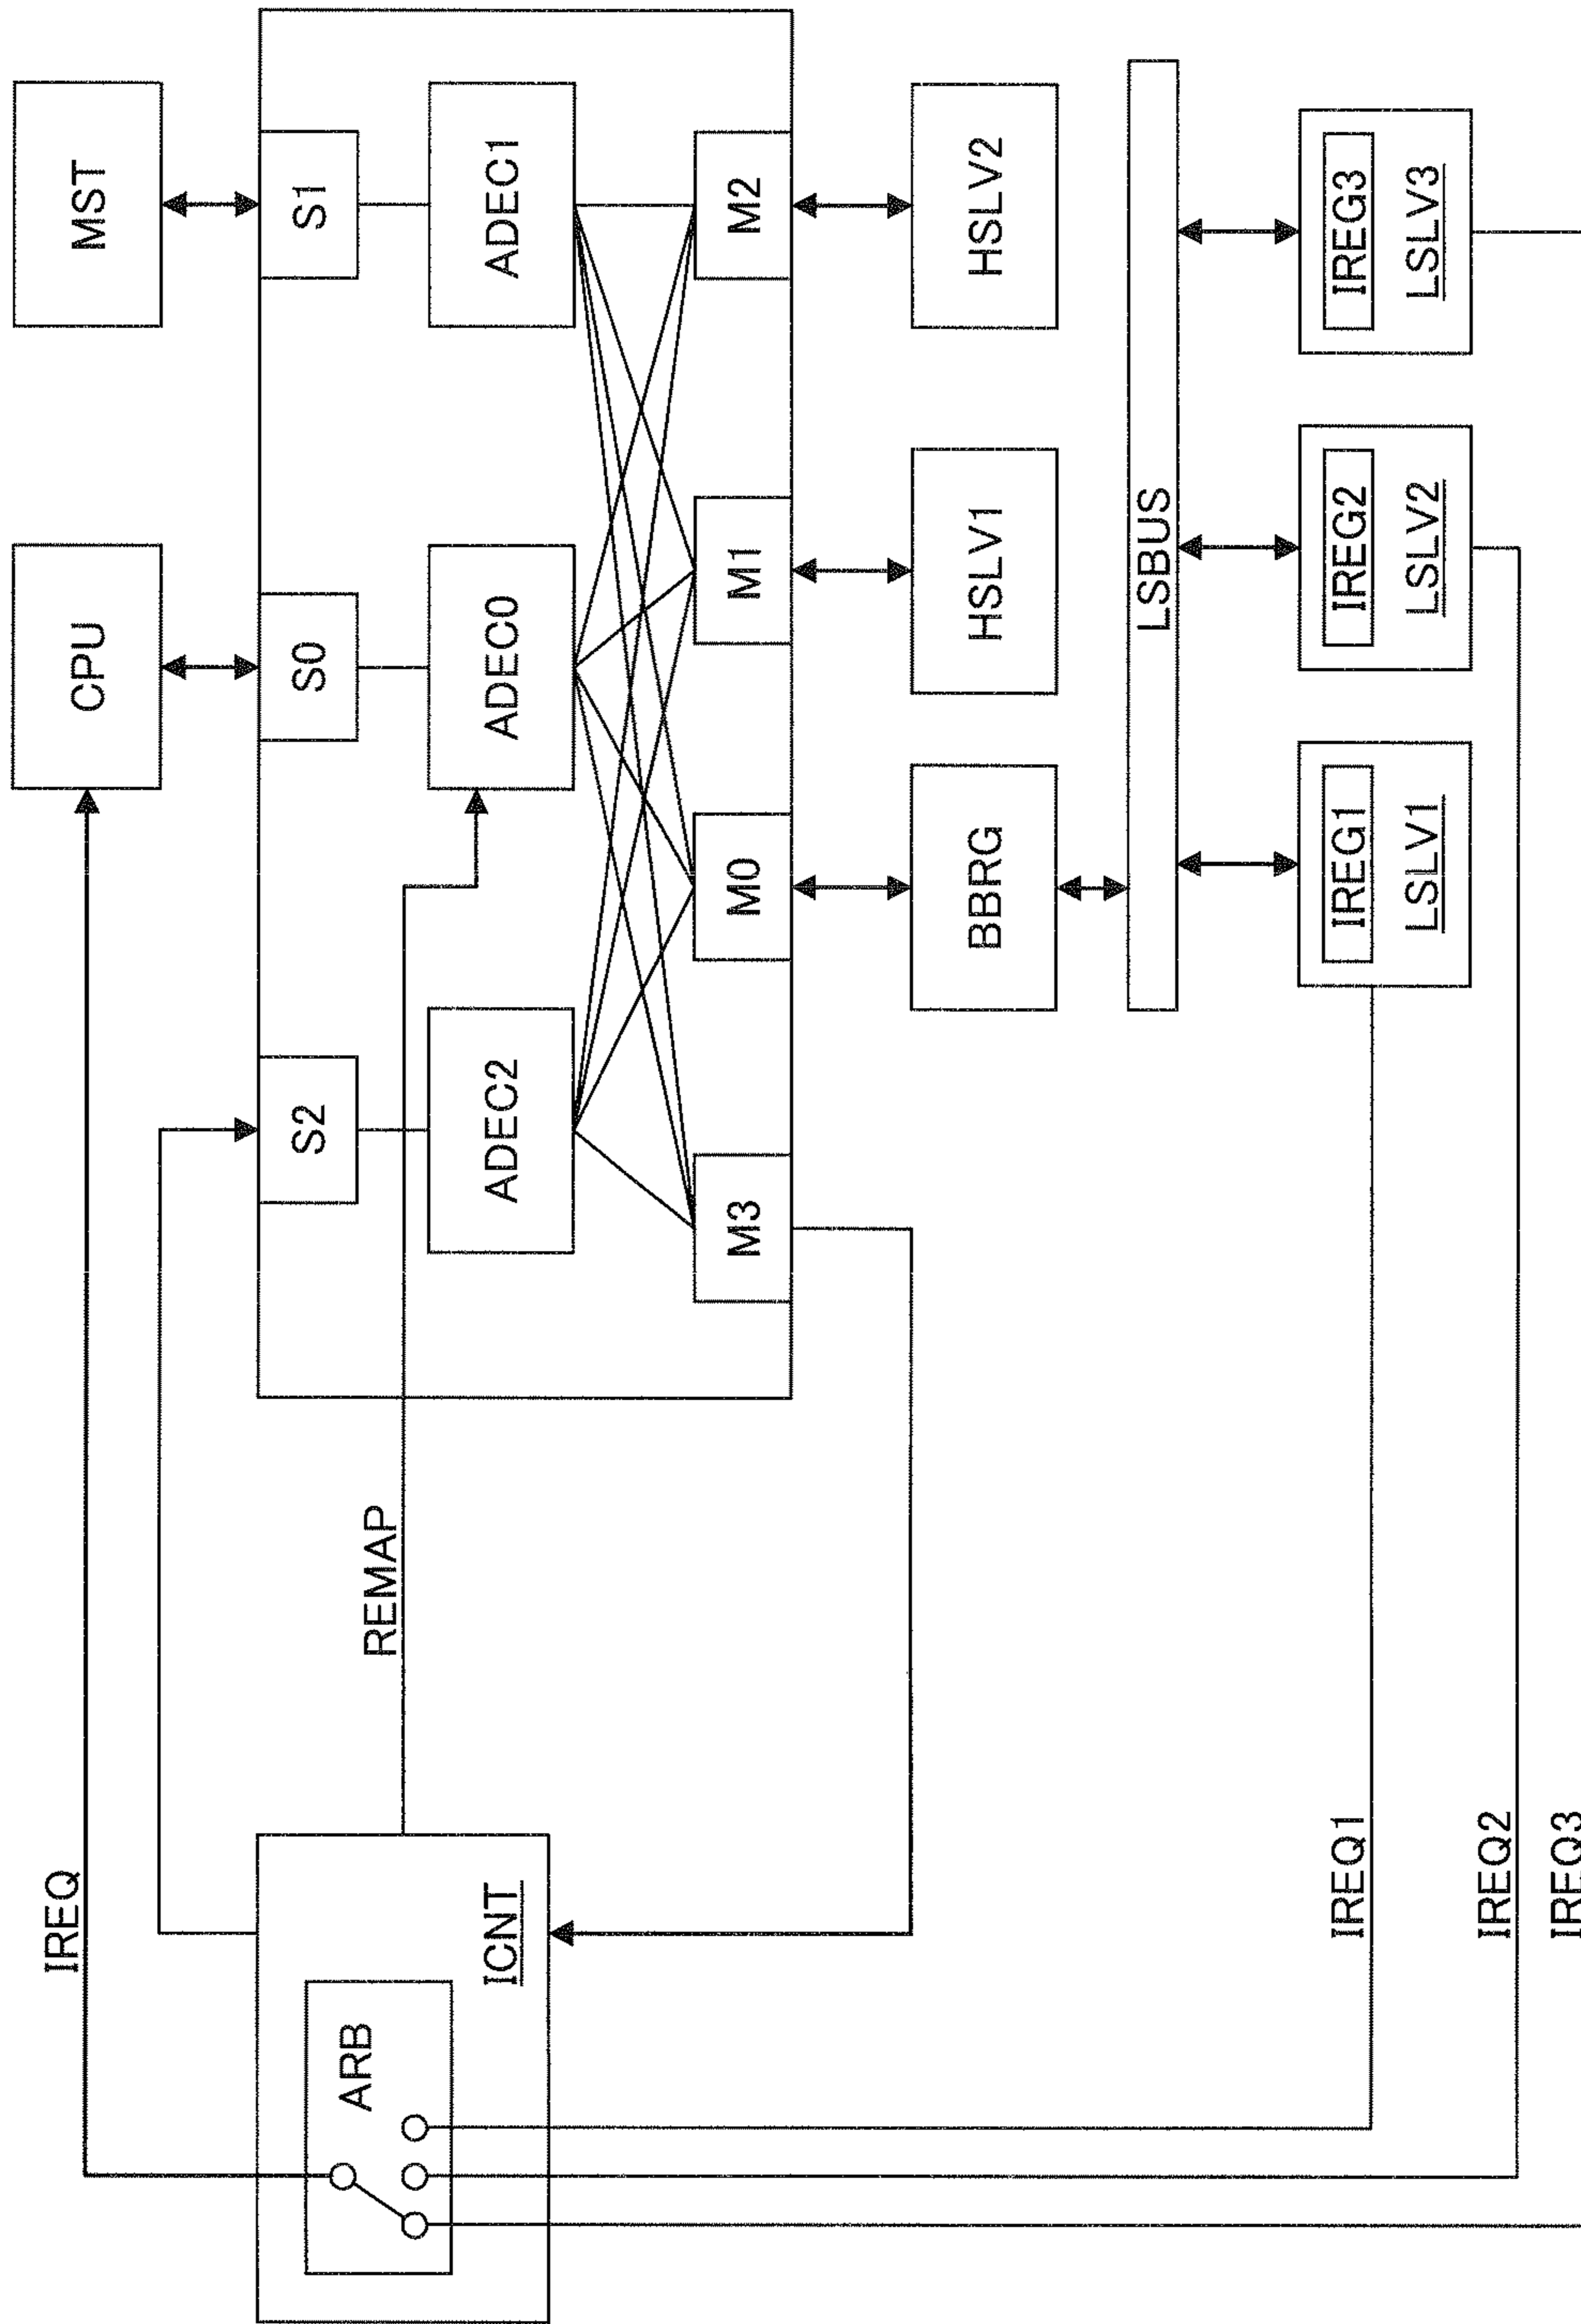 IREQ
CPU
MST
S2
S0
S1
REMAP
ADEC2
ADEC0
ADEC1
ARB
ICNT
M3
M0
M1
M2
BBRG
HSLV1
HSLV2
LSBUS
IREQ1
IREG1
LSLV1
IREG2
LSLV2
IREG3
LSLV3
IREQ2
IREQ3